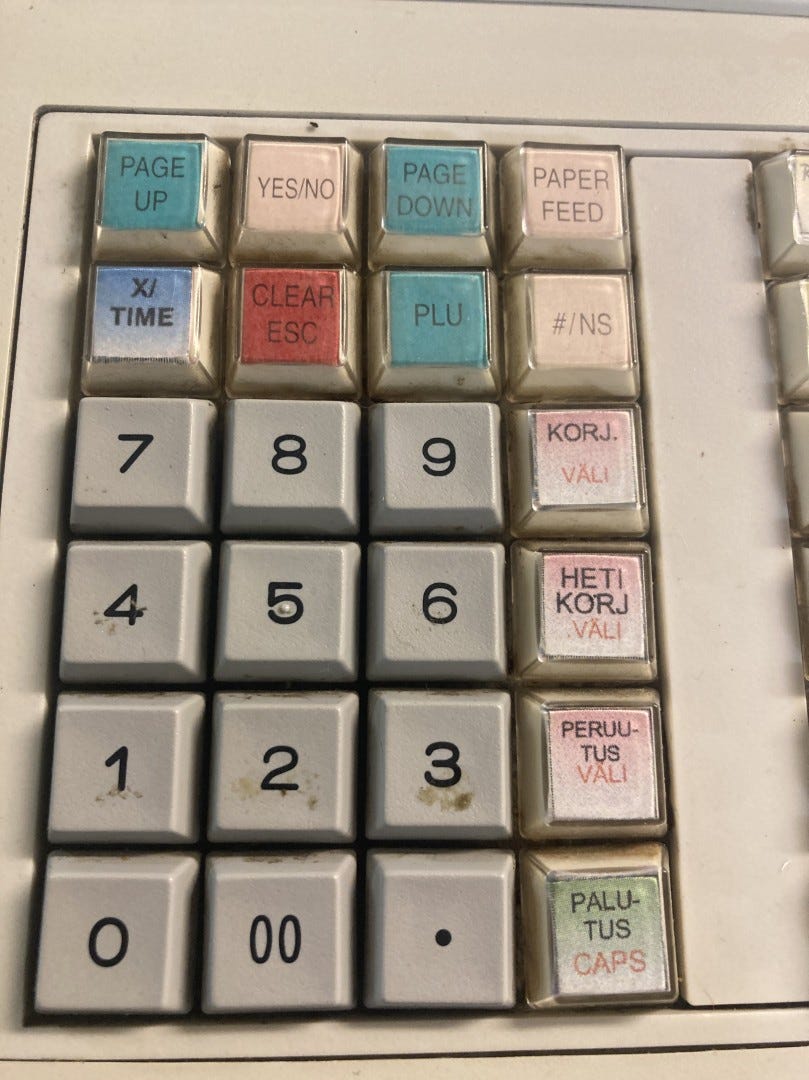 PAGE
UP
YES/NO
PAGE
DOWN
PAPER
FEED
X/
TIME
CLEAR
ESC
PLU
#/NS
7
8
9
KORJ.
VÄLI
4
5
6
HETI
KORJ
VÄLI
1
2
3
PERUU-
TUS
VÄLI
0
00
.
PALU-
TUS
CAPS